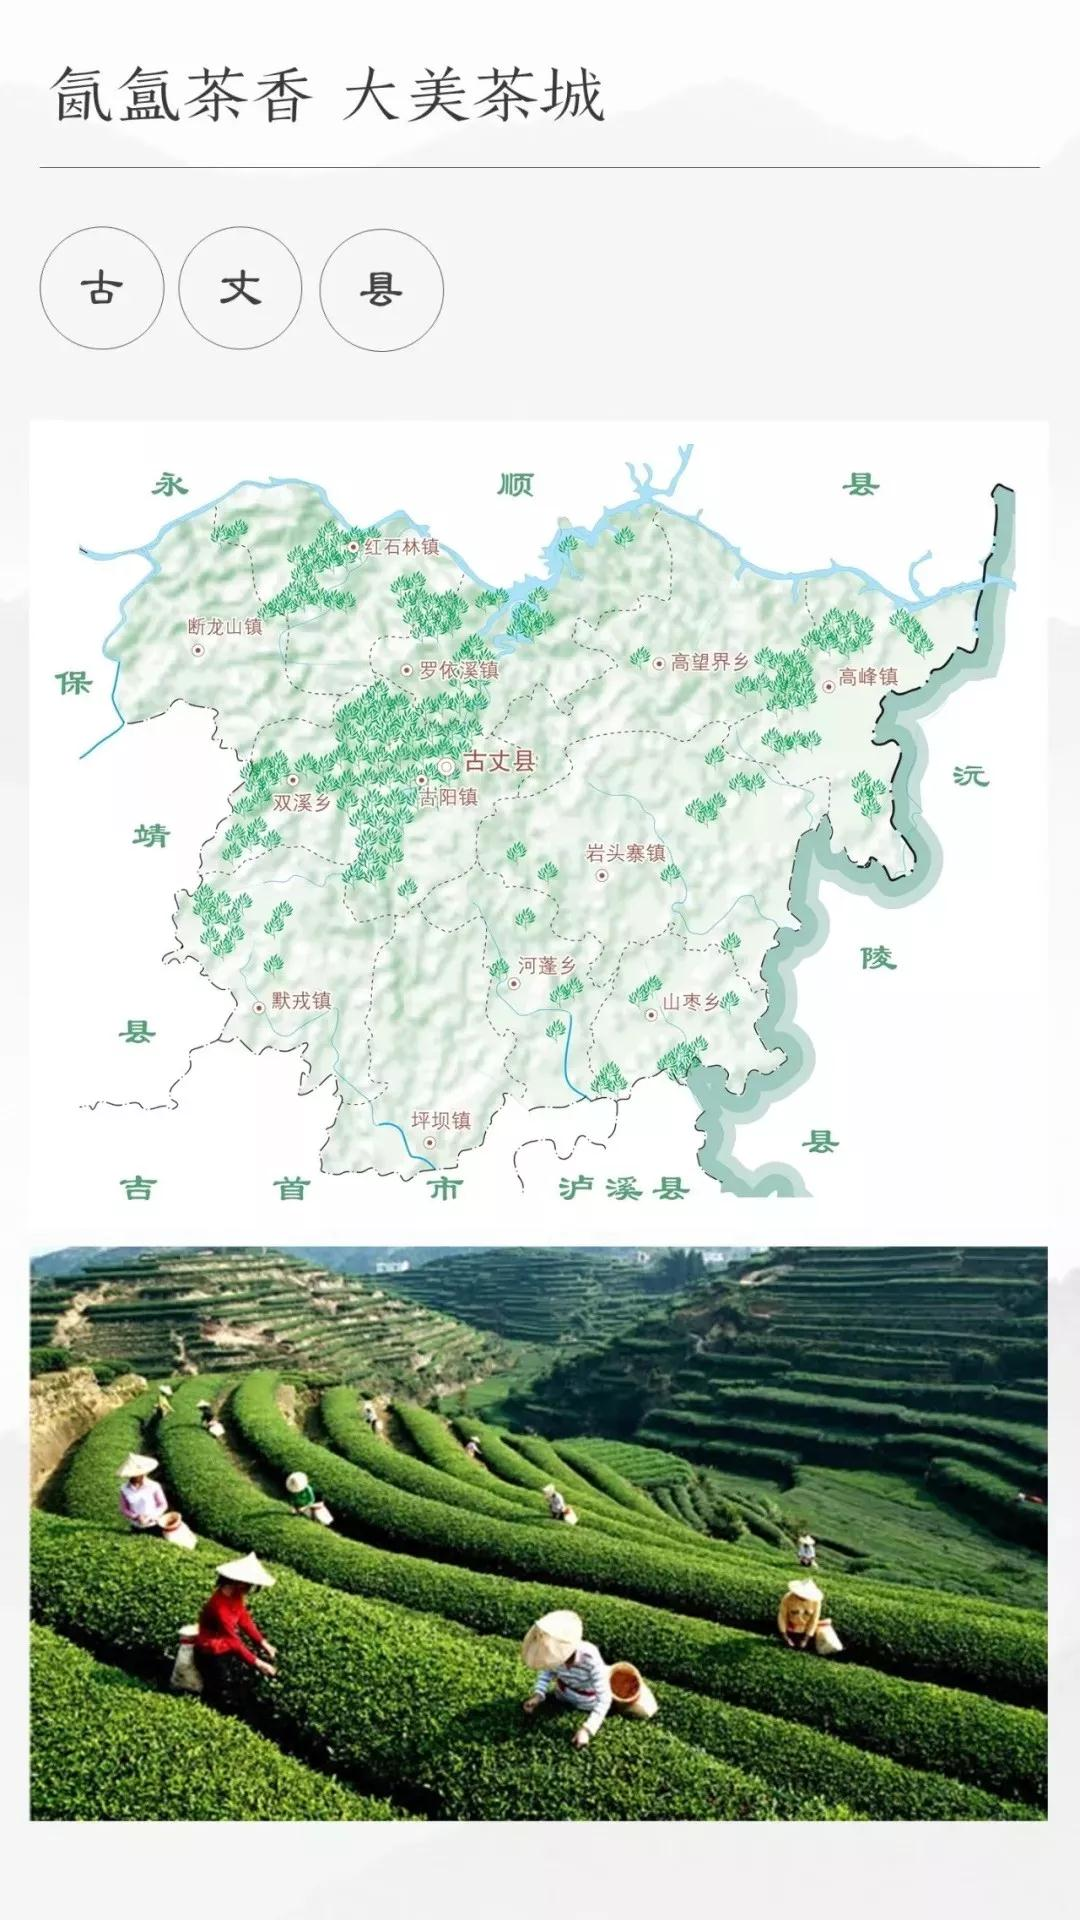 氤氲茶香 大美茶城
古丈县
永顺县
红石林镇
断龙山镇
罗依溪镇
高望界乡
高峰镇
保靖县
古丈县
沅陵县
双溪乡
古阳镇
岩头寨镇
河蓬乡
默戎镇
山枣乡
坪坝镇
吉首市
泸溪县